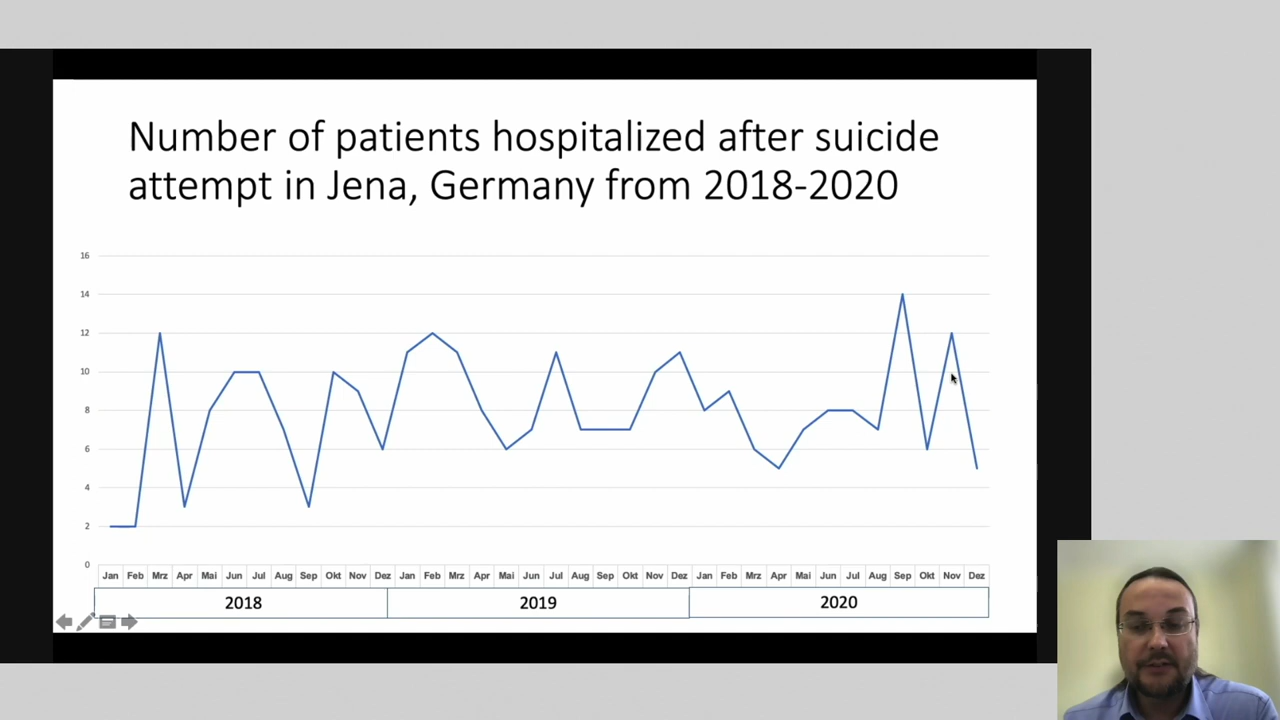 Number of patients hospitalized after suicide
attempt in Jena, Germany from 2018-2020
16
14
12
10
8
6
4
2
0
Jan Feb Mrz Apr Mai Jun Jul Aug Sep Okt Nov Dez Jan Feb Mrz Apr Mai Jun Jul Aug Sep Okt Nov Dez Jan Feb Mrz Apr Mai Jun Jul Aug Sep Okt Nov Dez
2018 2019 2020